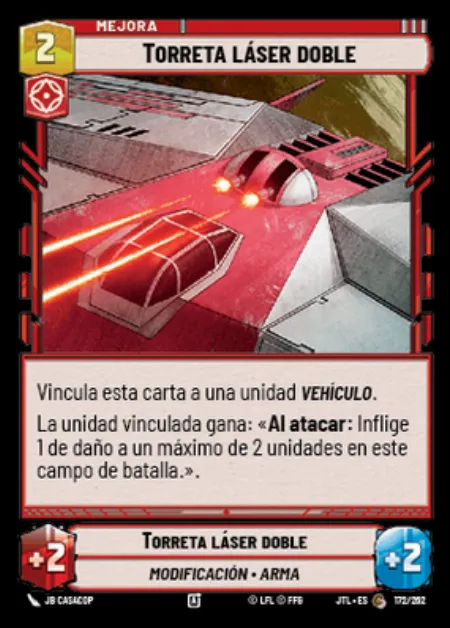 MEJORA
2
TORRETA LÁSER DOBLE
Vincula esta carta a una unidad VEHÍCULO.
La unidad vinculada gana: «Al atacar: Inflige
1 de daño a un máximo de 2 unidades en este
campo de batalla.».
+2
TORRETA LÁSER DOBLE
+2
MODIFICACIÓN • ARMA
JB CASACOP
A
© LFL © FFG
JTL • ES
172/262